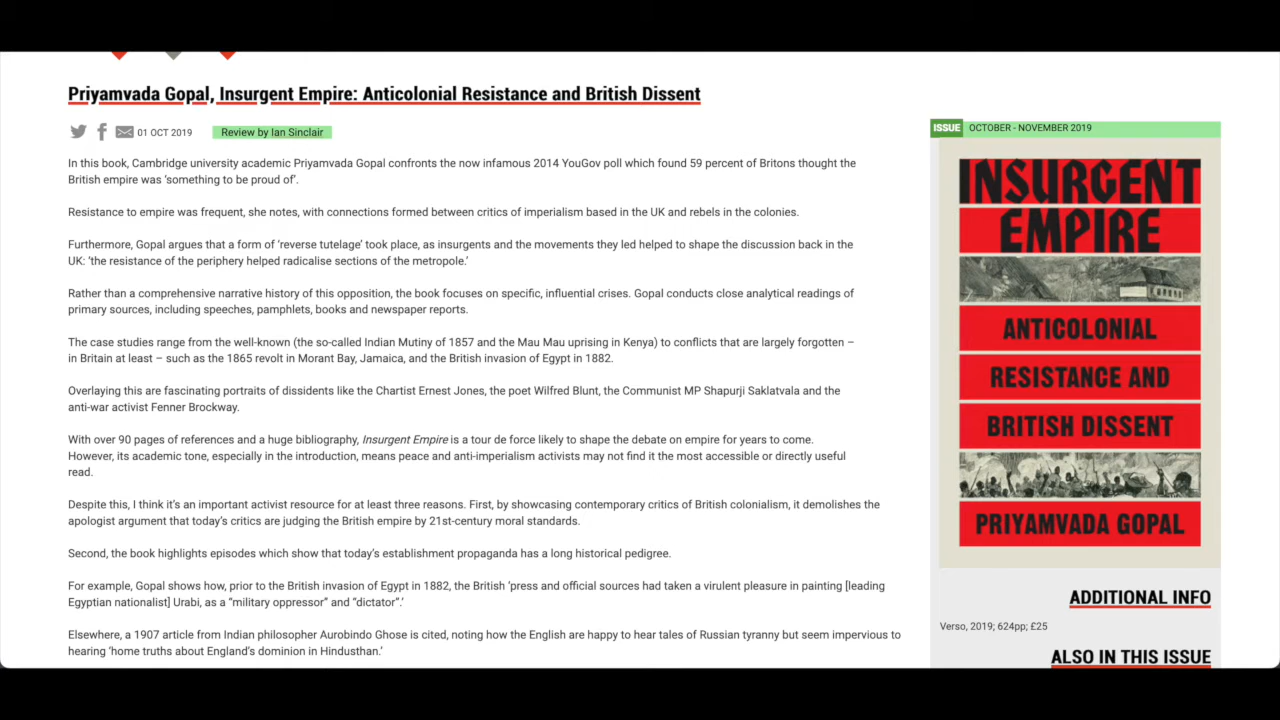 Priyamvada Gopal, Insurgent Empire: Anticolonial Resistance and British Dissent
01 OCT 2019 Review by Ian Sinclair
In this book, Cambridge university academic Priyamvada Gopal confronts the now infamous 2014 YouGov poll which found 59 percent of Britons thought the
British empire was ‘something to be proud of’.
Resistance to empire was frequent, she notes, with connections formed between critics of imperialism based in the UK and rebels in the colonies.
Furthermore, Gopal argues that a form of ‘reverse tutelage’ took place, as insurgents and the movements they led helped to shape the discussion back in the
UK: ‘the resistance of the periphery helped radicalise sections of the metropole.’
Rather than a comprehensive narrative history of this opposition, the book focuses on specific, influential crises. Gopal conducts close analytical readings of
primary sources, including speeches, pamphlets, books and newspaper reports.
The case studies range from the well-known (the so-called Indian Mutiny of 1857 and the Mau Mau uprising in Kenya) to conflicts that are largely forgotten –
in Britain at least – such as the 1865 revolt in Morant Bay, Jamaica, and the British invasion of Egypt in 1882.
Overlaying this are fascinating portraits of dissidents like the Chartist Ernest Jones, the poet Wilfred Blunt, the Communist MP Shapurji Saklatvala and the
anti-war activist Fenner Brockway.
With over 90 pages of references and a huge bibliography, Insurgent Empire is a tour de force likely to shape the debate on empire for years to come.
However, its academic tone, especially in the introduction, means peace and anti-imperialism activists may not find it the most accessible or directly useful
read.
Despite this, I think it’s an important activist resource for at least three reasons. First, by showcasing contemporary critics of British colonialism, it demolishes the
apologist argument that today’s critics are judging the British empire by 21st-century moral standards.
Second, the book highlights episodes which show that today’s establishment propaganda has a long historical pedigree.
For example, Gopal shows how, prior to the British invasion of Egypt in 1882, the British ‘press and official sources had taken a virulent pleasure in painting [leading
Egyptian nationalist] Urabi, as a “military oppressor” and “dictator”.’
Elsewhere, a 1907 article from Indian philosopher Aurobindo Ghose is cited, noting how the English are happy to hear tales of Russian tyranny but seem impervious to
hearing ‘home truths about England’s dominion in Hindusthan.’
ISSUE OCTOBER - NOVEMBER 2019
INSURGENT
EMPIRE
ANTICOLONIAL
RESISTANCE AND
BRITISH DISSENT
PRIYAMVADA GOPAL
ADDITIONAL INFO
Verso, 2019; 624pp; £25
ALSO IN THIS ISSUE